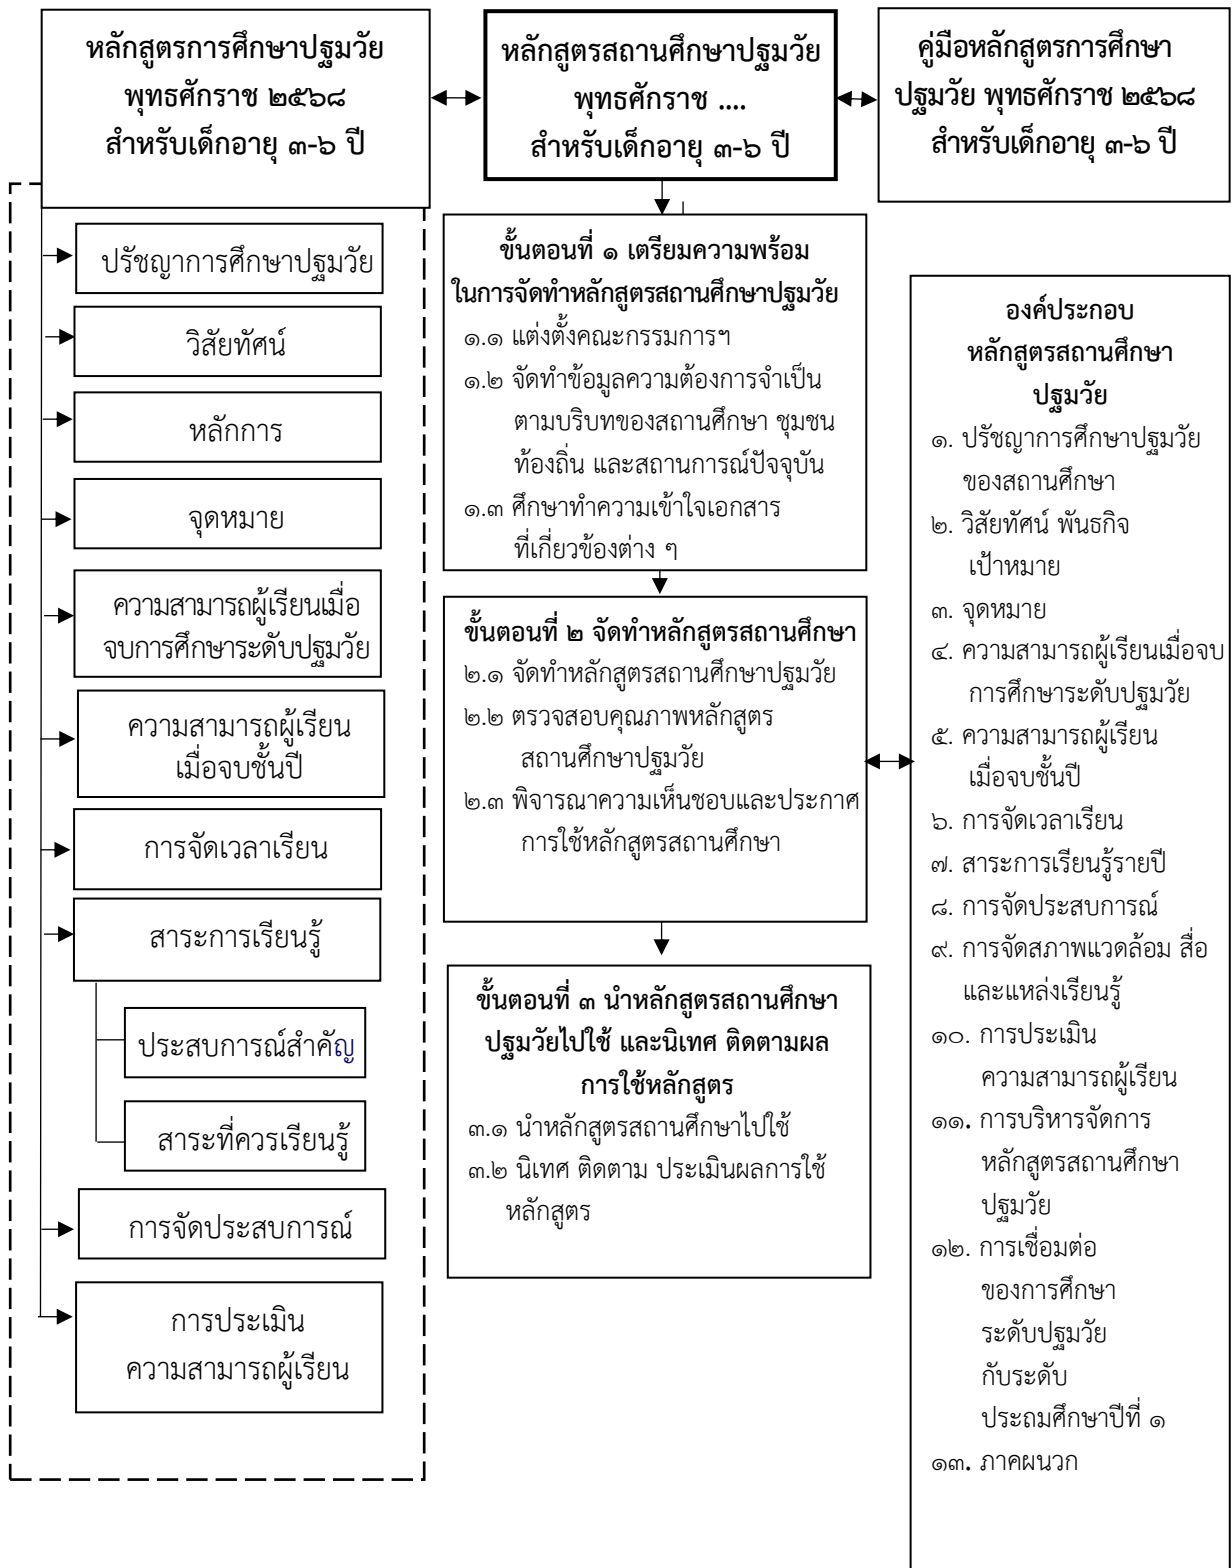 หลักสูตรการศึกษาปฐมวัย
พุทธศักราช ๒๕๖๘
สำหรับเด็กอายุ ๓-๖ ปี
หลักสูตรสถานศึกษาปฐมวัย
พุทธศักราช ....
สำหรับเด็กอายุ ๓-๖ ปี
คู่มือหลักสูตรการศึกษา
ปฐมวัย พุทธศักราช ๒๕๖๘
สำหรับเด็กอายุ ๓-๖ ปี
ปรัชญาการศึกษาปฐมวัย
วิสัยทัศน์
หลักการ
จุดหมาย
ความสามารถผู้เรียนเมื่อ
จบการศึกษาระดับปฐมวัย
ความสามารถผู้เรียน
เมื่อจบชั้นปี
การจัดเวลาเรียน
สาระการเรียนรู้
ประสบการณ์สำคัญ
สาระที่ควรเรียนรู้
การจัดประสบการณ์
การประเมิน
ความสามารถผู้เรียน
ขั้นตอนที่ ๑ เตรียมความพร้อม
ในการจัดทำหลักสูตรสถานศึกษาปฐมวัย
๑.๑ แต่งตั้งคณะกรรมการฯ
๑.๒ จัดทำข้อมูลความต้องการจำเป็น
ตามบริบทของสถานศึกษา ชุมชน
ท้องถิ่น และสถานการณ์ปัจจุบัน
๑.๓ ศึกษาทำความเข้าใจเอกสาร
ที่เกี่ยวข้องต่าง ๆ
ขั้นตอนที่ ๒ จัดทำหลักสูตรสถานศึกษา
๒.๑ จัดทำหลักสูตรสถานศึกษาปฐมวัย
๒.๒ ตรวจสอบคุณภาพหลักสูตร
สถานศึกษาปฐมวัย
๒.๓ พิจารณาความเห็นชอบและประกาศ
การใช้หลักสูตรสถานศึกษา
ขั้นตอนที่ ๓ นำหลักสูตรสถานศึกษา
ปฐมวัยไปใช้ และนิเทศ ติดตามผล
การใช้หลักสูตร
๓.๑ นำหลักสูตรสถานศึกษาไปใช้
๓.๒ นิเทศ ติดตาม ประเมินผลการใช้
หลักสูตร
องค์ประกอบ
หลักสูตรสถานศึกษา
ปฐมวัย
๑. ปรัชญาการศึกษาปฐมวัย
ของสถานศึกษา
๒. วิสัยทัศน์ พันธกิจ
เป้าหมาย
๓. จุดหมาย
๔. ความสามารถผู้เรียนเมื่อจบ
การศึกษาระดับปฐมวัย
๕. ความสามารถผู้เรียน
เมื่อจบชั้นปี
๖. การจัดเวลาเรียน
๗. สาระการเรียนรู้รายปี
๘. การจัดประสบการณ์
๙. การจัดสภาพแวดล้อม สื่อ
และแหล่งเรียนรู้
๑๐. การประเมิน
ความสามารถผู้เรียน
๑๑. การบริหารจัดการ
หลักสูตรสถานศึกษา
ปฐมวัย
๑๒. การเชื่อมต่อ
ของการศึกษา
ระดับปฐมวัย
กับระดับ
ประถมศึกษาปีที่ ๑
๑๓. ภาคผนวก